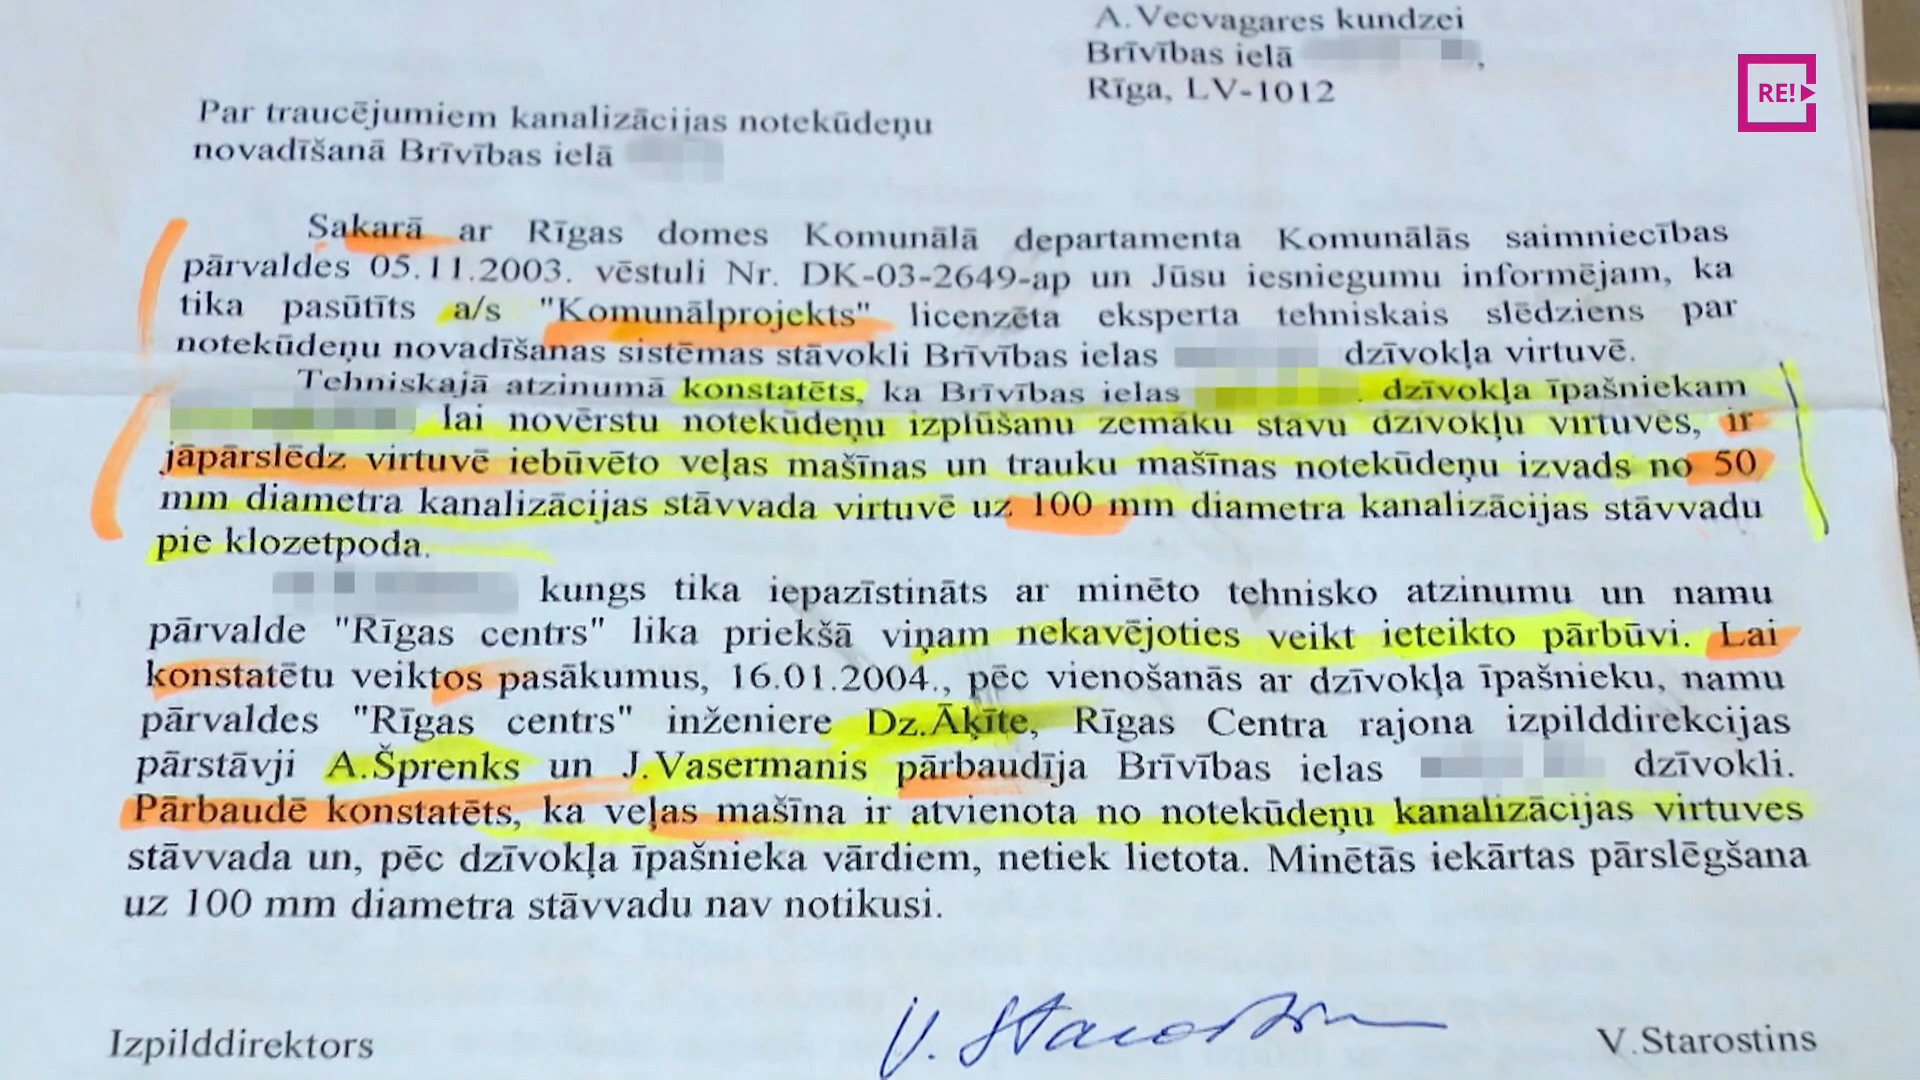 A.Vecvagares kundzei
Brīvības ielā ,
Rīga, LV-1012
RE!
Par traucējumiem kanalizācijas notekūdeņu
novadīšanā Brīvības ielā
Sakarā ar Rīgas domes Komunālā departamenta Komunālās saimniecības
pārvaldes 05.11.2003. vēstuli Nr. DK-03-2649-ap un Jūsu iesniegumu informējam, ka
tika pasūtīts a/s "Komunālprojekts" licenzēta eksperta tehniskais slēdziens par
notekūdeņu novadīšanas sistēmas stāvokli Brīvības ielas dzīvokļa virtuvē.
Tehniskajā atzinumā konstatēts, ka Brīvības ielas . dzīvokļa īpašniekam
lai novērstu notekūdeņu izplūšanu zemāku stāvu dzīvokļu virtuvēs, ir
jāpārslēdz virtuvē iebūvēto veļas mašīnas un trauku mašīnas notekūdeņu izvads no 50
mm diametra kanalizācijas stāvvada virtuvē uz 100 mm diametra kanalizācijas stāvvadu
pie klozetpoda.
kungs tika iepazīstināts ar minēto tehnisko atzinumu un namu
pārvalde "Rīgas centrs" lika priekšā viņam nekavējoties veikt ieteikto pārbūvi. Lai
konstatētu veiktos pasākumus, 16.01.2004., pēc vienošanās ar dzīvokļa īpašnieku, namu
pārvaldes "Rīgas centrs" inženiere Dz.Āķīte, Rīgas Centra rajona izpilddirekcijas
pārstāvji A.Šprenks un J.Vasermanis pārbaudīja Brīvības ielas dzīvokli.
Pārbaudē konstatēts, ka veļas mašīna ir atvienota no notekūdeņu kanalizācijas virtuves
stāvvada un, pēc dzīvokļa īpašnieka vārdiem, netiek lietota. Minētās iekārtas pārslēgšana
uz 100 mm diametra stāvvadu nav notikusi.
Izpilddirektors V.Starostins